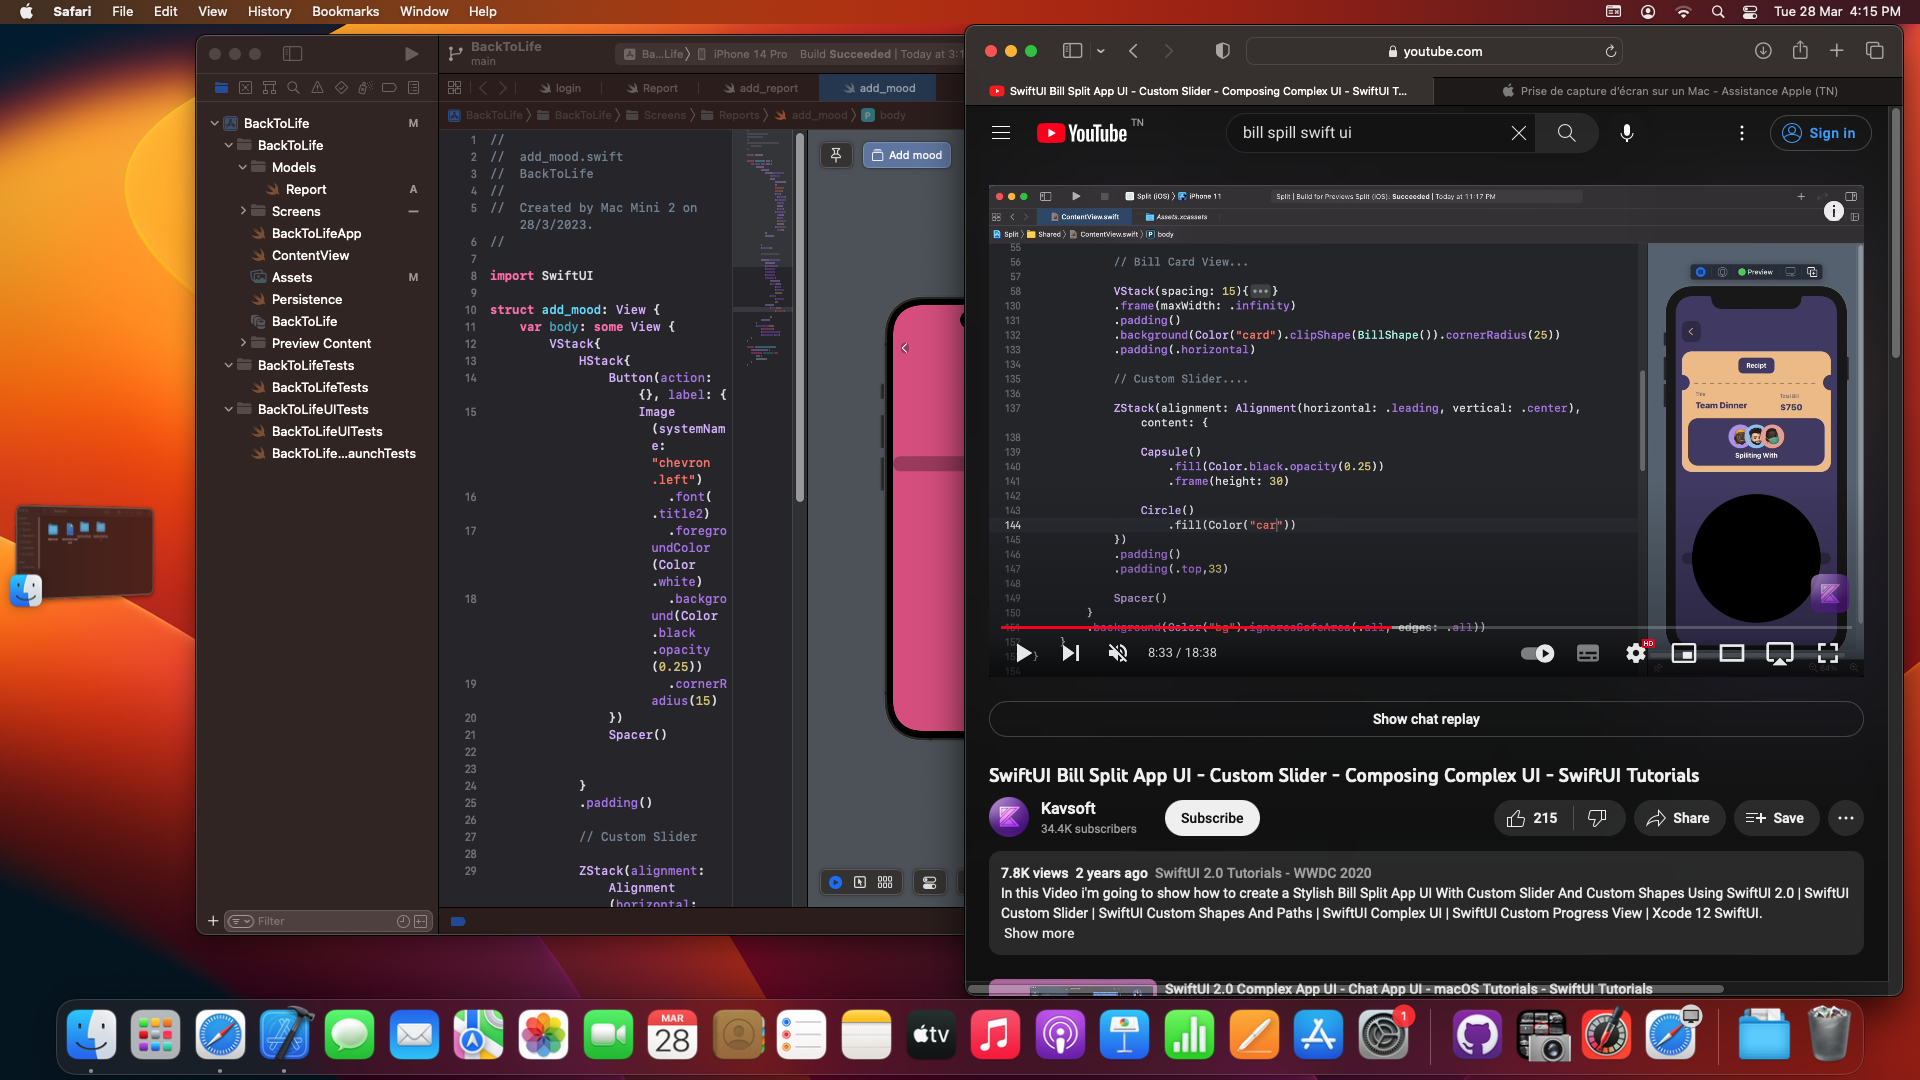 Safari File Edit View History Bookmarks Window Help
Tue 28 Mar 4:15 PM
BackToLife
main
Ba...Life iPhone 14 Pro Build Succeeded | Today at 3:1
login Report add_report add_mood
BackToLife BackToLife Screens Reports add_mood body
BackToLife M
BackToLife
Models
Report A
Screens
BackToLifeApp
ContentView
Assets M
Persistence
BackToLife
Preview Content
BackToLifeTests
BackToLifeTests
BackToLifeUITests
BackToLifeUITests
BackToLife...aunchTests
Filter
1 //
2 // add_mood.swift
3 // BackToLife
4 //
5 // Created by Mac Mini 2 on
28/3/2023.
6 //
7
8 import SwiftUI
9
10 struct add_mood: View {
11 var body: some View {
12 VStack{
13 HStack{
14 Button(action:
{}, label: {
15 Image
(systemNam
e:
"chevron
.left")
16 .font(
.title2)
17 .foregro
undColor
(Color
.white)
18 .backgro
und(Color
.black
.opacity
(0.25))
19 .cornerR
adius(15)
20 })
21 Spacer()
22
23
24 }
25 .padding()
26
27 // Custom Slider
28
29 ZStack(alignment:
Alignment
(horizontal:
Add mood
youtube.com
SwiftUI Bill Split App UI - Custom Slider - Composing Complex UI - SwiftUI T...
Prise de capture d'écran sur un Mac - Assistance Apple (TN)
YouTube TN
bill spill swift ui
Sign in
Split (iOS) iPhone 11
Split | Build for Previews Split (iOS): Succeeded | Today at 11:17 PM
ContentView.swift Assets.xcassets
Split Shared ContentView.swift body
55
56 // Bill Card View...
57
58 VStack(spacing: 15){•••}
130 .frame(maxWidth: .infinity)
131 .padding()
132 .background(Color("card").clipShape(BillShape()).cornerRadius(25))
133 .padding(.horizontal)
134
135 // Custom Slider....
136
137 ZStack(alignment: Alignment(horizontal: .leading, vertical: .center),
content: {
138
139 Capsule()
140 .fill(Color.black.opacity(0.25))
141 .frame(height: 30)
142
143 Circle()
144 .fill(Color("car"))
145 })
146 .padding()
147 .padding(.top,33)
148
149 Spacer()
150 }
151 .background(Color("bg").ignoresSafeArea(.all, edges: .all))
152 }
154
Preview
Recipt
Title Total Bill
Team Dinner $750
Spiliting With
8:33 / 18:38
HD
Show chat replay
SwiftUI Bill Split App UI - Custom Slider - Composing Complex UI - SwiftUI Tutorials
Kavsoft
34.4K subscribers
Subscribe
215
Share
Save
7.8K views 2 years ago SwiftUI 2.0 Tutorials - WWDC 2020
In this Video i'm going to show how to create a Stylish Bill Split App UI With Custom Slider And Custom Shapes Using SwiftUI 2.0 | SwiftUI
Custom Slider | SwiftUI Custom Shapes And Paths | SwiftUI Complex UI | SwiftUI Custom Progress View | Xcode 12 SwiftUI.
Show more
SwiftUI 2.0 Complex App UI - Chat App UI - macOS Tutorials - SwiftUI Tutorials
MAR
28
tv
1